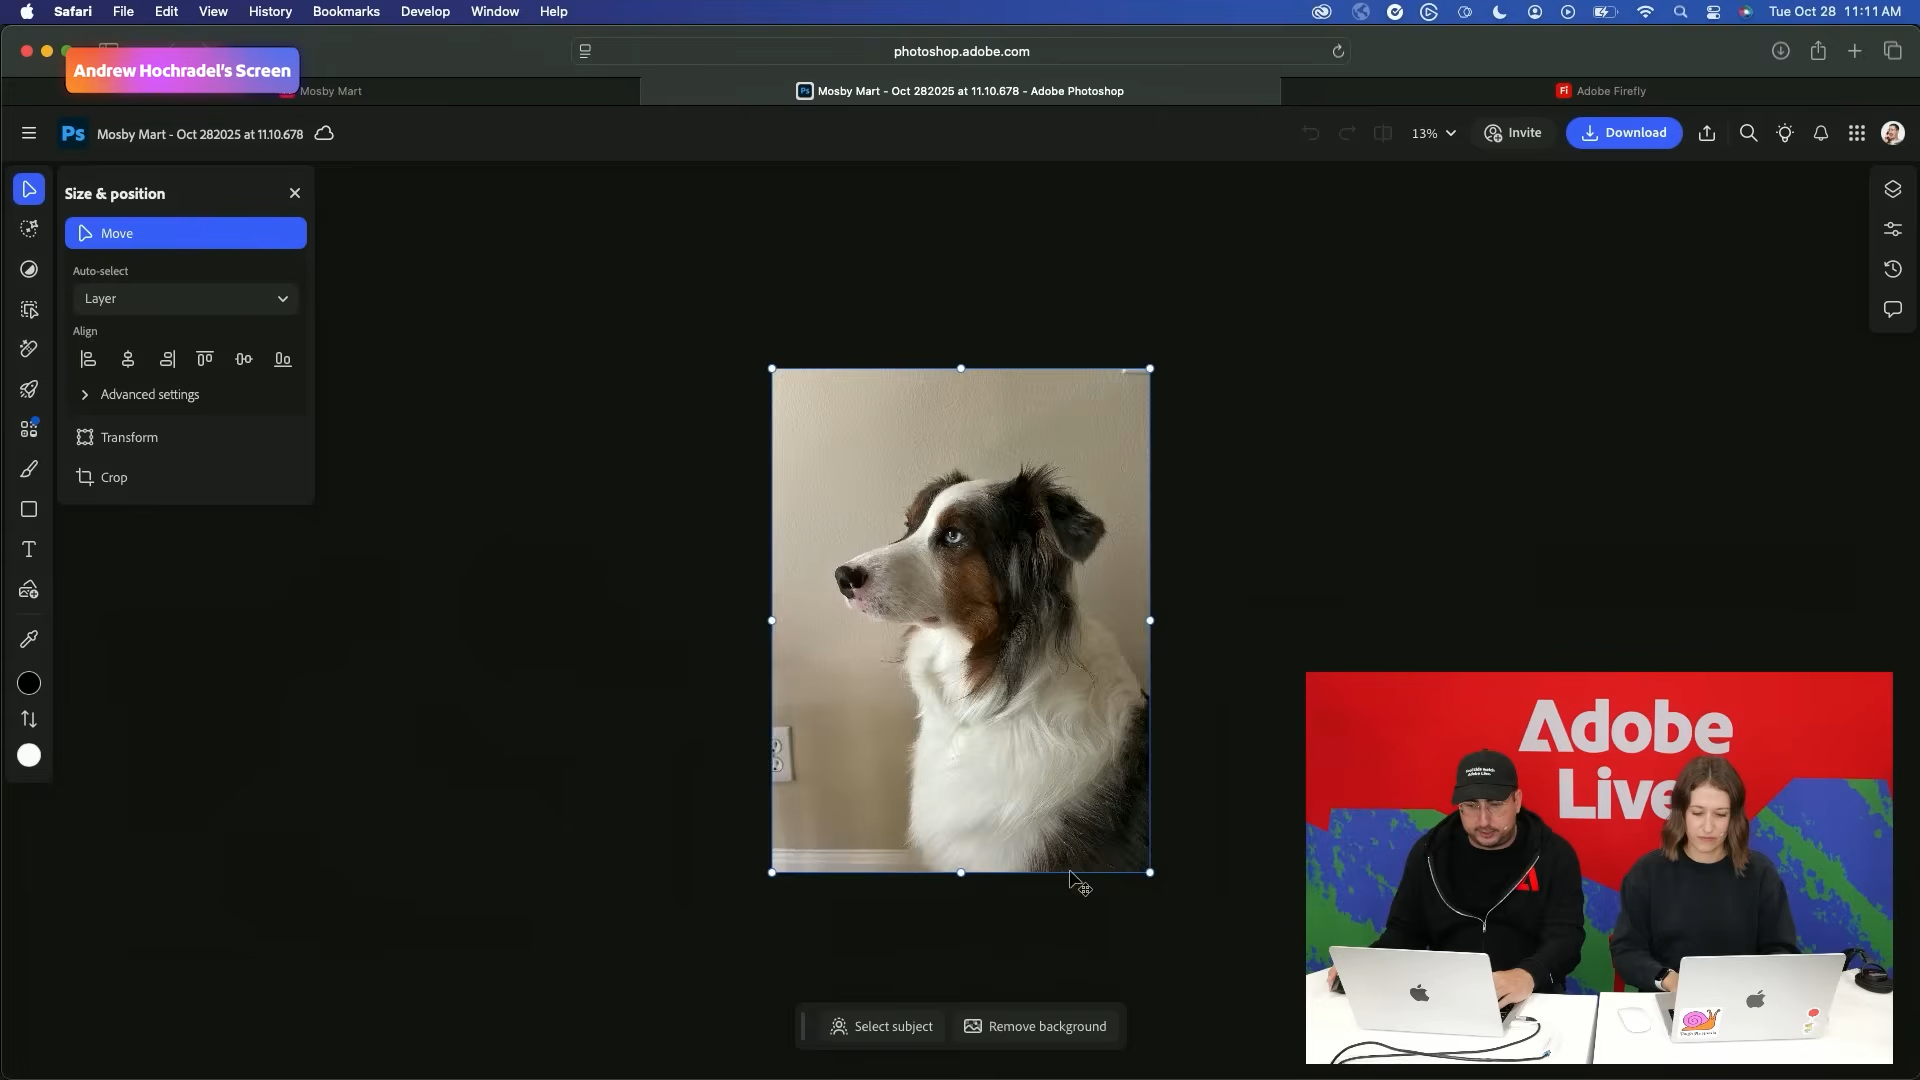 Safari File Edit View History Bookmarks Develop Window Help Tue Oct 28 11:11 AM
photoshop.adobe.com
Andrew Hochradel's Screen
Mosby Mart
Ps Mosby Mart - Oct 282025 at 11.10.678 - Adobe Photoshop
Fi Adobe Firefly
Ps Mosby Mart - Oct 282025 at 11.10.678
13% Invite Download
Size & position
Move
Auto-select
Layer
Align
Advanced settings
Transform
Crop
T
Select subject Remove background
Adobe
Live